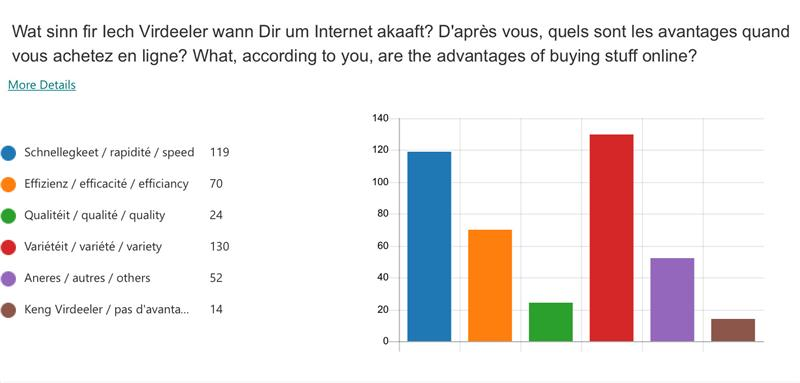 Wat sinn fir Iech Virdeeler wann Dir um Internet akaaft? D'après vous, quels sont les avantages quand
vous achetez en ligne? What, according to you, are the advantages of buying stuff online?
More Details
Schnellegkeet / rapidité / speed 119
Effizienz / efficacité / efficiancy 70
Qualitéit / qualité / quality 24
Variétéit / variété / variety 130
Aneres / autres / others 52
Keng Virdeeler / pas d'avanta... 14
140
120
100
80
60
40
20
0